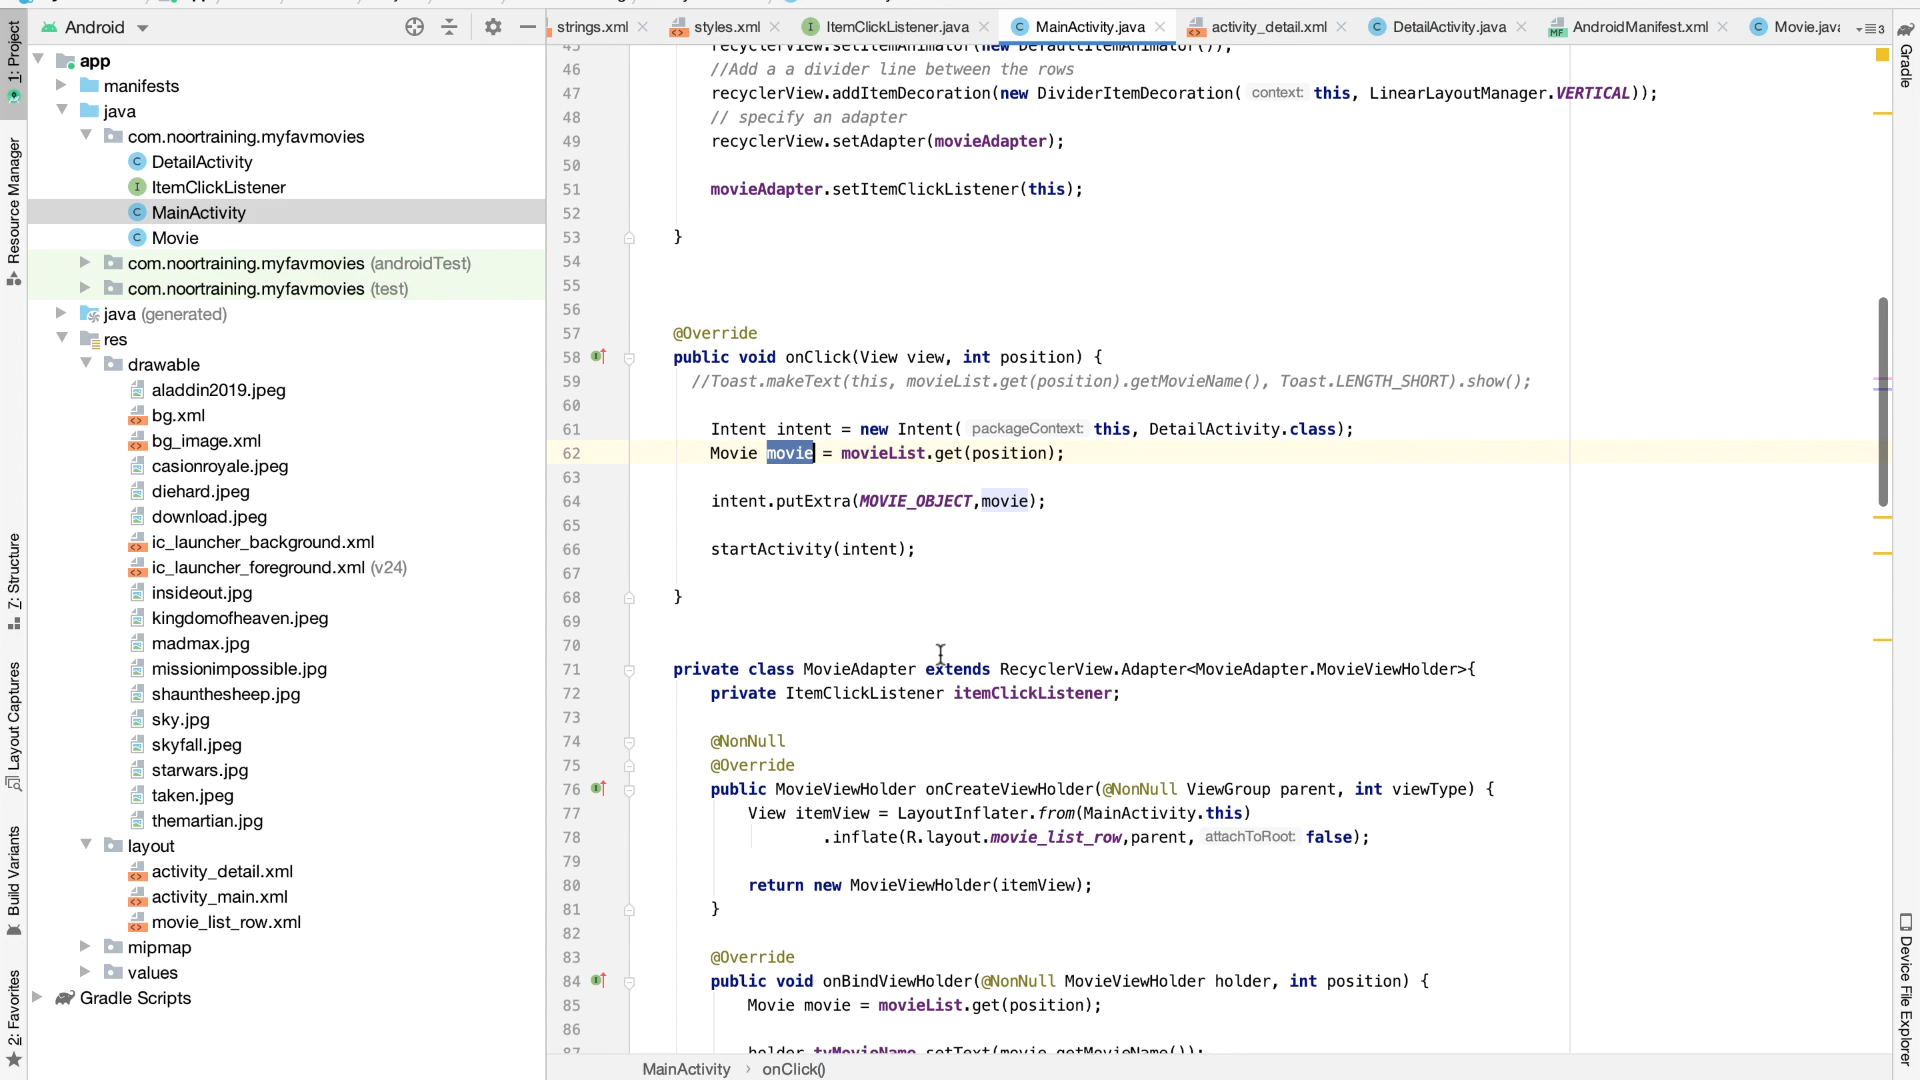 Android
strings.xml
styles.xml
ItemClickListener.java
MainActivity.java
activity_detail.xml
DetailActivity.java
AndroidManifest.xml
Movie.java
3
1: Project
Resource Manager
7: Structure
Layout Captures
Build Variants
2: Favorites
app
manifests
java
com.noortraining.myfavmovies
DetailActivity
ItemClickListener
MainActivity
Movie
com.noortraining.myfavmovies (androidTest)
com.noortraining.myfavmovies (test)
java (generated)
res
drawable
aladdin2019.jpeg
bg.xml
bg_image.xml
casionroyale.jpeg
diehard.jpeg
download.jpeg
ic_launcher_background.xml
ic_launcher_foreground.xml (v24)
insideout.jpg
kingdomofheaven.jpeg
madmax.jpg
missionimpossible.jpg
shaunthesheep.jpg
sky.jpg
skyfall.jpeg
starwars.jpg
taken.jpeg
themartian.jpg
layout
activity_detail.xml
activity_main.xml
movie_list_row.xml
mipmap
values
Gradle Scripts
45 recyclerView.setItemAnimator(new DefaultItemAnimator());
46 //Add a a divider line between the rows
47 recyclerView.addItemDecoration(new DividerItemDecoration( context: this, LinearLayoutManager.VERTICAL));
48 // specify an adapter
49 recyclerView.setAdapter(movieAdapter);
50
51 movieAdapter.setItemClickListener(this);
52
53 }
54
55
56
57 @Override
58 public void onClick(View view, int position) {
59 //Toast.makeText(this, movieList.get(position).getMovieName(), Toast.LENGTH_SHORT).show();
60
61 Intent intent = new Intent( packageContext: this, DetailActivity.class);
62 Movie movie = movieList.get(position);
63
64 intent.putExtra(MOVIE_OBJECT,movie);
65
66 startActivity(intent);
67
68 }
69
70
71 private class MovieAdapter extends RecyclerView.Adapter<MovieAdapter.MovieViewHolder>{
72 private ItemClickListener itemClickListener;
73
74 @NonNull
75 @Override
76 public MovieViewHolder onCreateViewHolder(@NonNull ViewGroup parent, int viewType) {
77 View itemView = LayoutInflater.from(MainActivity.this)
78 .inflate(R.layout.movie_list_row,parent, attachToRoot: false);
79
80 return new MovieViewHolder(itemView);
81 }
82
83 @Override
84 public void onBindViewHolder(@NonNull MovieViewHolder holder, int position) {
85 Movie movie = movieList.get(position);
86
87 holder.tvMovieName.setText(movie.getMovieName());
MainActivity › onClick()
Gradle
Device File Explorer